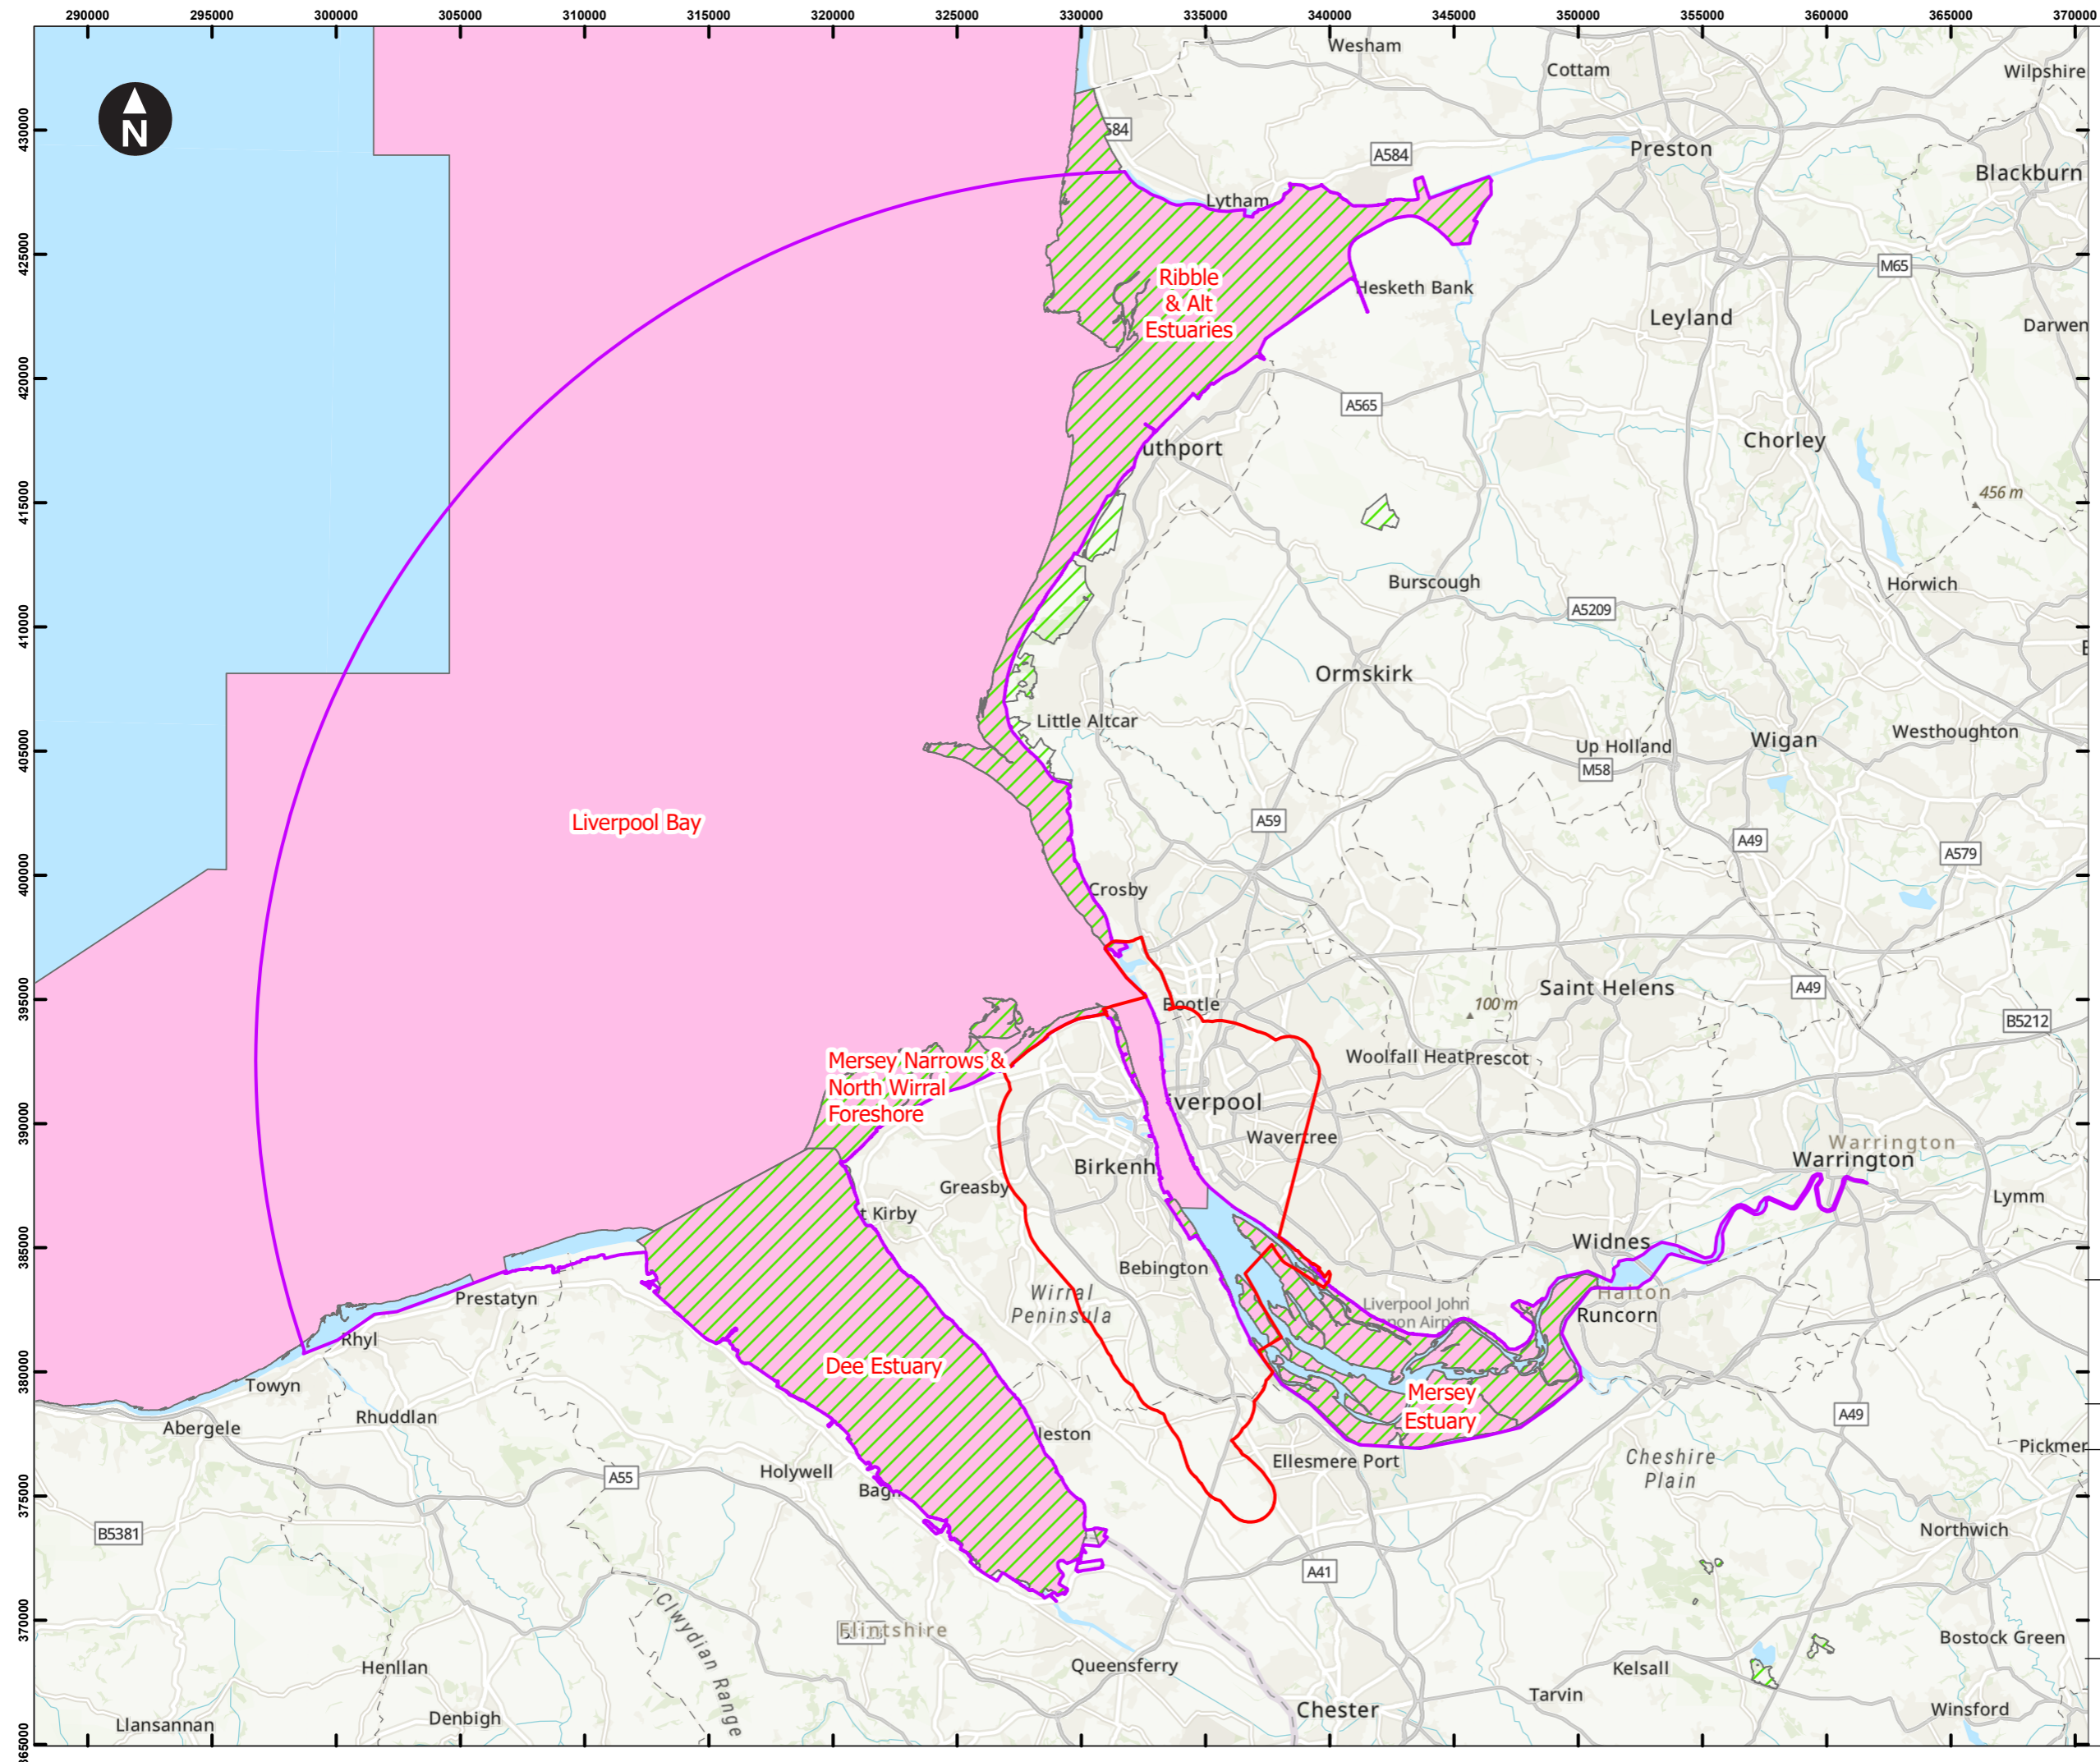 290000 295000 300000 305000 310000 315000 320000 325000 330000 335000 340000 345000 350000 355000 360000 365000 370000
430000
425000
420000
415000
410000
405000
400000
395000
390000
385000
380000
375000
370000
365000
N
Wesham
Cottam
Wilpshire
584
A584
Preston
Blackburn
Lytham
M65
Ribble
& Alt
Estuaries
Hesketh Bank
Leyland
Darwen
A565
Chorley
uthport
456 m
Burscough
Horwich
A5209
Ormskirk
Little Altcar
Westhoughton
Up Holland
Wigan
M58
Liverpool Bay
A59
A49
A579
Crosby
Saint Helens
A49
Bootle
100 m
B5212
Mersey Narrows &
North Wirral
Foreshore
Woolfall Heat
Prescot
iverpool
Wavertree
Warrington
Warrington
Birkenh
Greasby
Lymm
t Kirby
Widnes
Bebington
Prestatyn
Wirral
Peninsula
Halton
Liverpool John
non Airp
Runcorn
Rhyl
Dee Estuary
Towyn
Mersey
Estuary
Rhuddlan
Abergele
A49
leston
Pickmer
Ellesmere Port
Cheshire
Plain
Holywell
A55
Bagi
B5381
Northwich
A41
Clwydian Range
Flintshire
Bostock Green
Henllan
Queensferry
Kelsall
Tarvin
Chester
Winsford
Llansannan
Denbigh